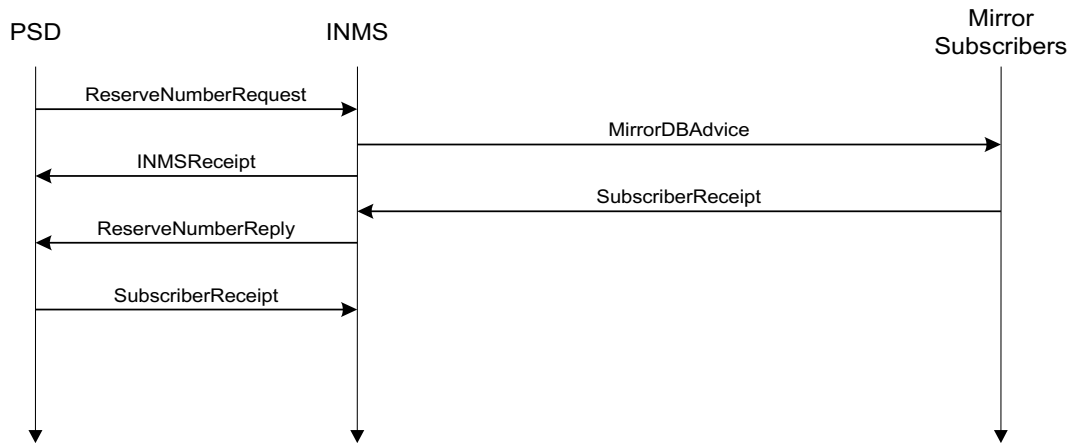 PSD
INMS
Mirror
Subscribers
ReserveNumberRequest
MirrorDBAdvice
INMSReceipt
SubscriberReceipt
ReserveNumberReply
SubscriberReceipt